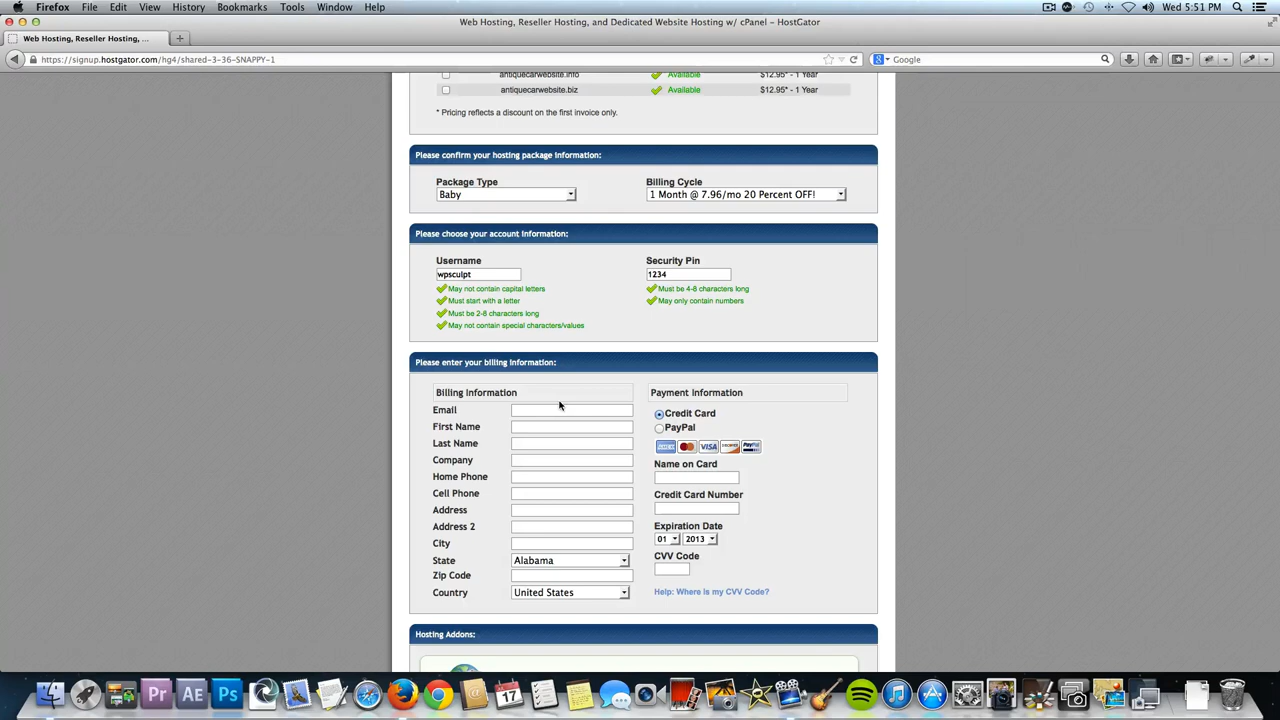 Firefox File Edit View History Bookmarks Tools Window Help Wed 5:51 PM
Web Hosting, Reseller Hosting, and Dedicated Website Hosting w/ cPanel – HostGator
Web Hosting, Reseller Hosting, ...
https://signup.hostgator.com/hg4/shared-3-36-SNAPPY-1 Google
antiquecarwebsite.info Available $12.95* - 1 Year
antiquecarwebsite.biz Available $12.95* - 1 Year
* Pricing reflects a discount on the first invoice only.
Please confirm your hosting package information:
Package Type Billing Cycle
Baby 1 Month @ 7.96/mo 20 Percent OFF!
Please choose your account information:
Username Security Pin
wpsculpt 1234
May not contain capital letters Must be 4-8 characters long
Must start with a letter May only contain numbers
Must be 2-8 characters long
May not contain special characters/values
Please enter your billing information:
Billing Information Payment Information
Email Credit Card
First Name PayPal
Last Name
Company Name on Card
Home Phone
Cell Phone Credit Card Number
Address
Address 2 Expiration Date
City 01 2013
State Alabama CVV Code
Zip Code
Country United States Help: Where is my CVV Code?
Hosting Addons:
Pr AE Ps 17